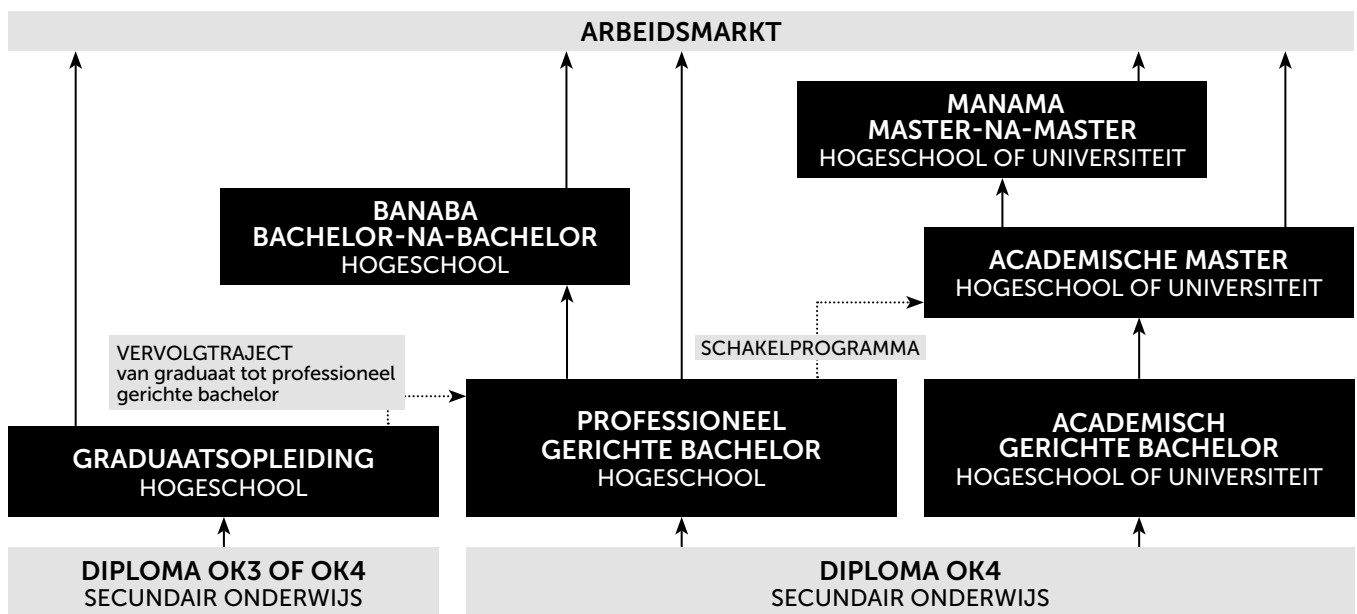 ARBEIDSMARKT
MANAMA
MASTER-NA-MASTER
HOGESCHOOL OF UNIVERSITEIT
BANABA
BACHELOR-NA-BACHELOR
HOGESCHOOL
ACADEMISCHE MASTER
HOGESCHOOL OF UNIVERSITEIT
VERVOLGTRAJECT
van graduaat tot professioneel
gerichte bachelor
SCHAKELPROGRAMMA
GRADUAATSOPLEIDING
HOGESCHOOL
PROFESSIONEEL
GERICHTE BACHELOR
HOGESCHOOL
ACADEMISCH
GERICHTE BACHELOR
HOGESCHOOL OF UNIVERSITEIT
DIPLOMA OK3 OF OK4
SECUNDAIR ONDERWIJS
DIPLOMA OK4
SECUNDAIR ONDERWIJS